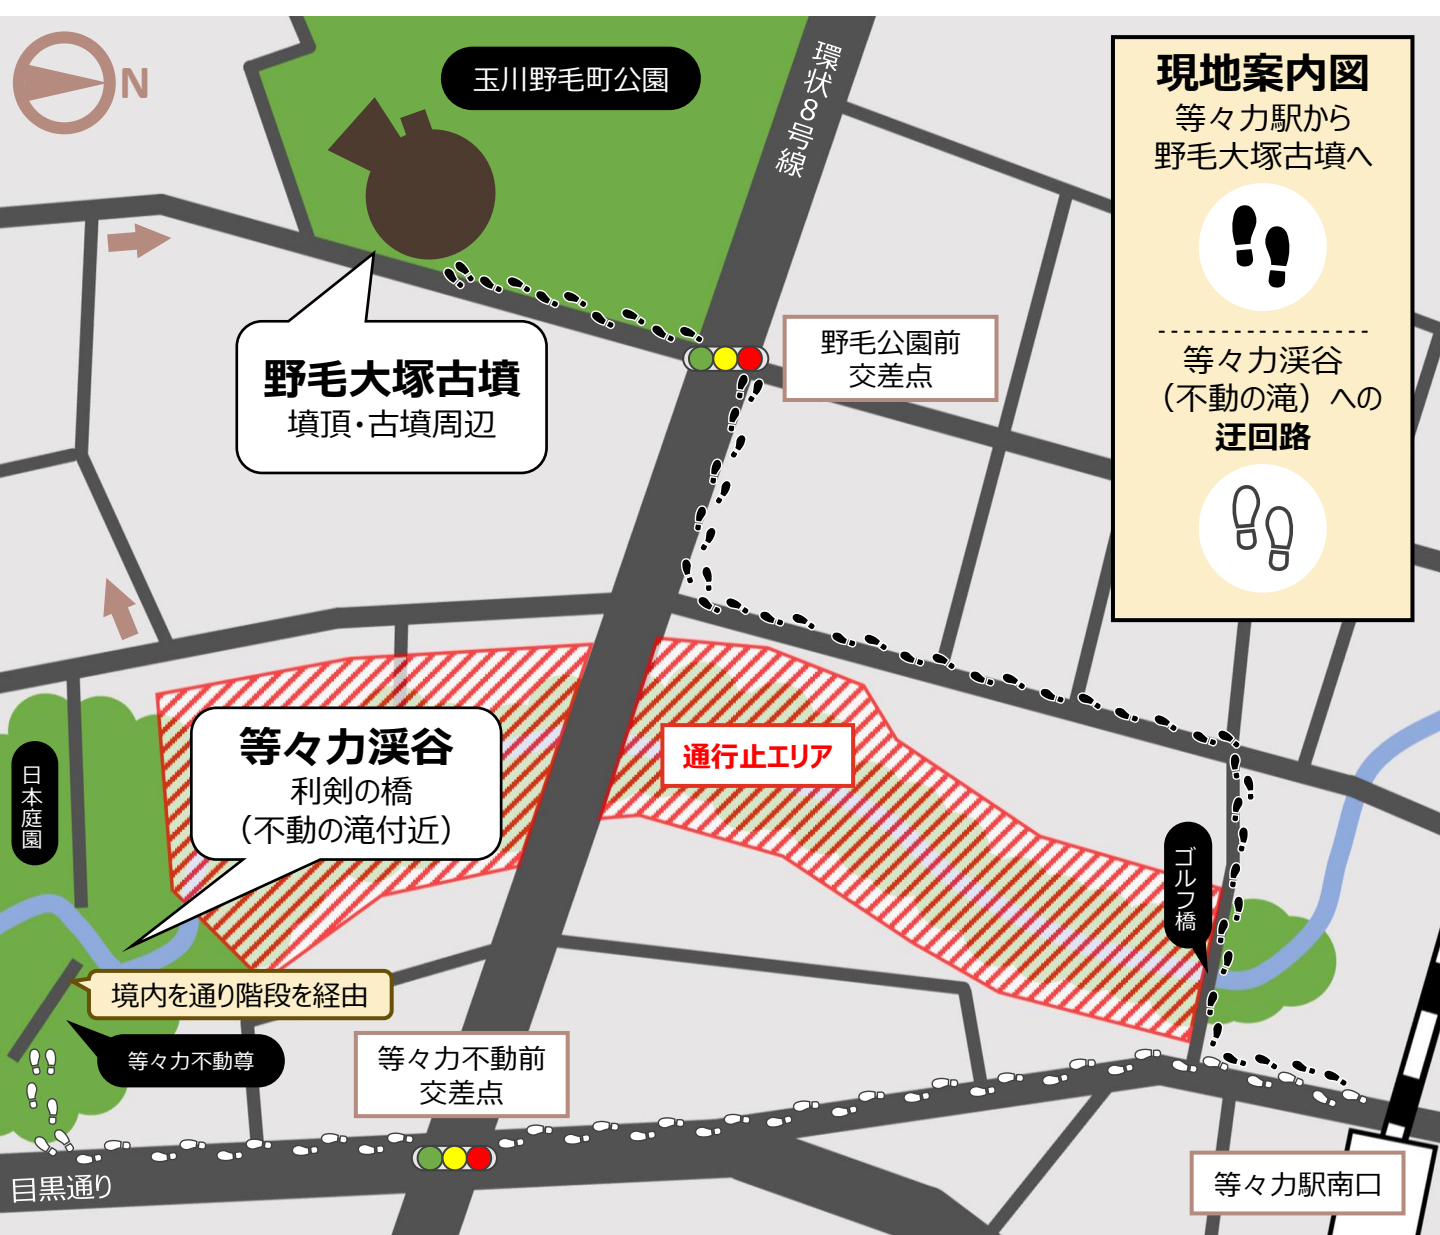 N
玉川野毛町公園
環状8号線
現地案内図
等々力駅から
野毛大塚古墳へ
等々力渓谷
（不動の滝）への
迂回路
野毛大塚古墳
墳頂・古墳周辺
野毛公園前
交差点
等々力渓谷
利剣の橋
（不動の滝付近）
通行止エリア
日本庭園
ゴルフ橋
境内を通り階段を経由
等々力不動尊
等々力不動前
交差点
目黒通り
等々力駅南口